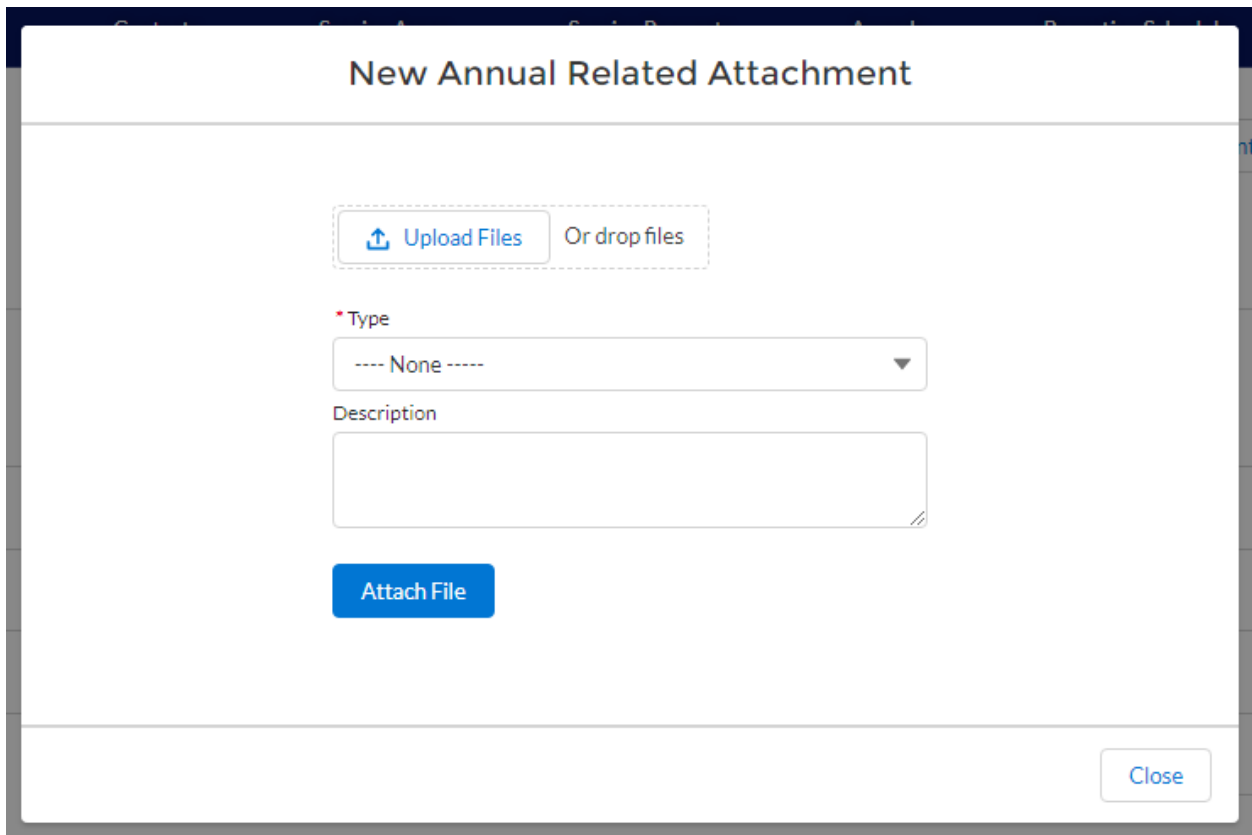 New Annual Related Attachment
Upload Files Or drop files
* Type
---- None -----
Description
Attach File
Close